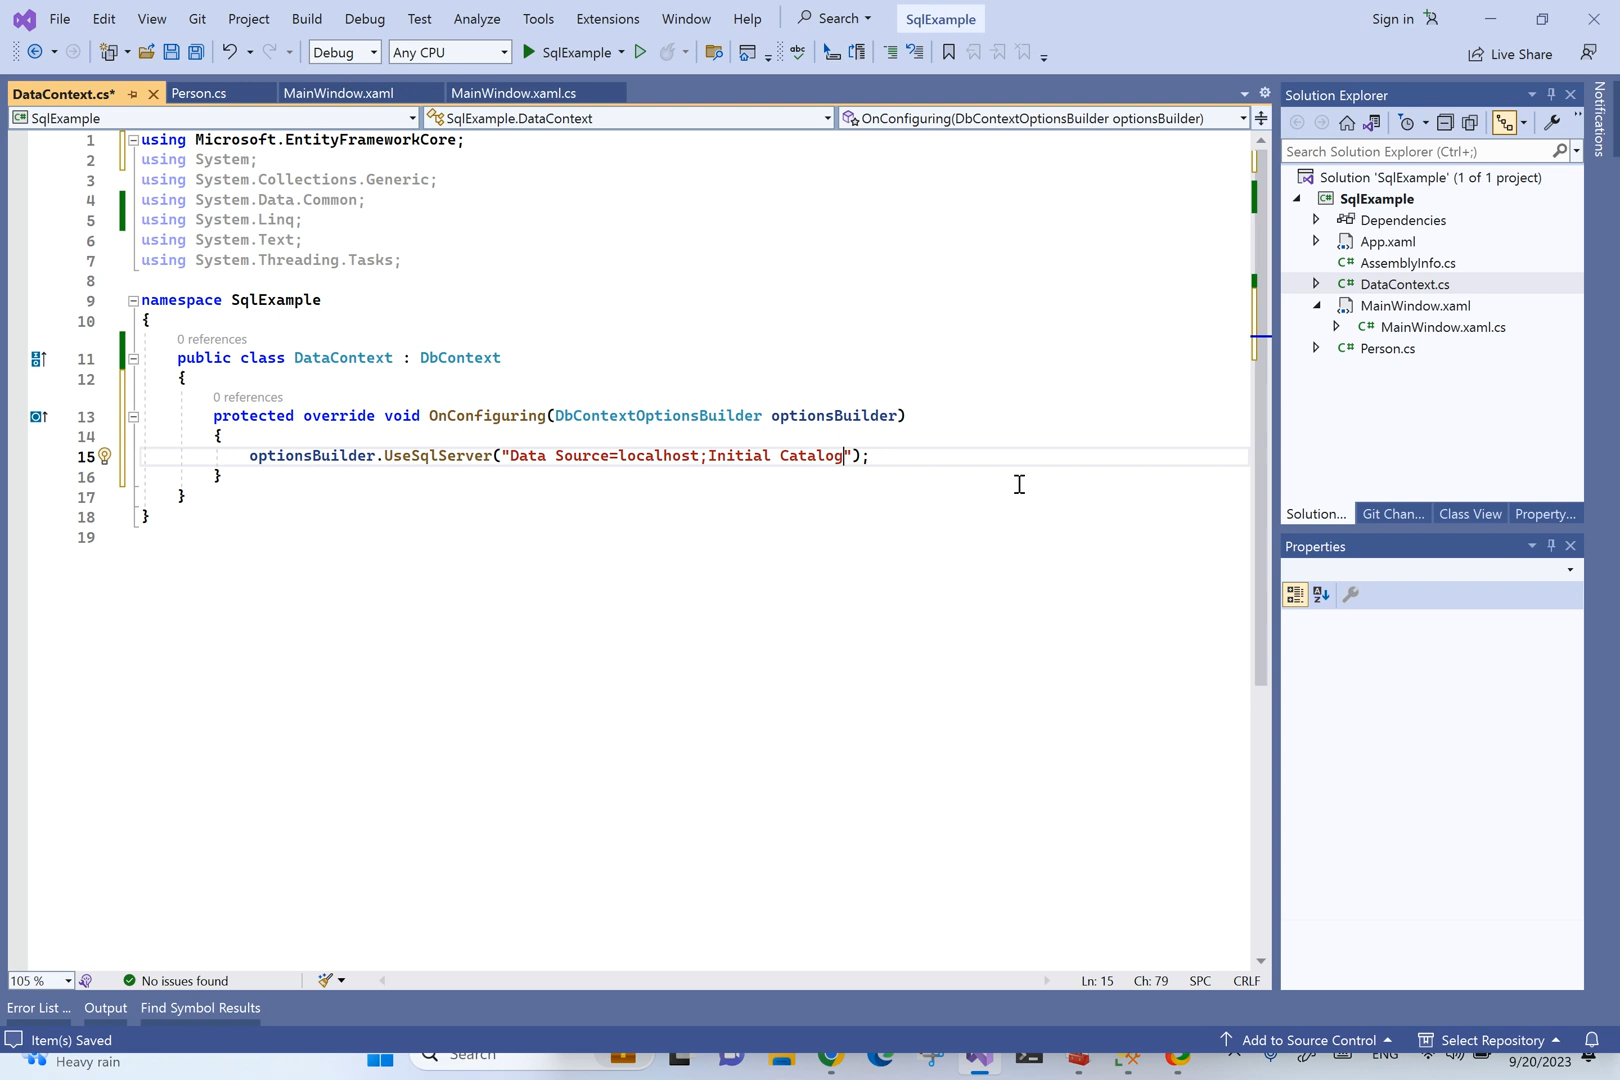 File Edit View Git Project Build Debug Test Analyze Tools Extensions Window Help Search SqlExample Sign in
Debug Any CPU SqlExample Live Share
DataContext.cs* Person.cs MainWindow.xaml MainWindow.xaml.cs
SqlExample SqlExample.DataContext OnConfiguring(DbContextOptionsBuilder optionsBuilder)
1 using Microsoft.EntityFrameworkCore;
2 using System;
3 using System.Collections.Generic;
4 using System.Data.Common;
5 using System.Linq;
6 using System.Text;
7 using System.Threading.Tasks;
8
9 namespace SqlExample
10 {
0 references
11 public class DataContext : DbContext
12 {
0 references
13 protected override void OnConfiguring(DbContextOptionsBuilder optionsBuilder)
14 {
15 optionsBuilder.UseSqlServer("Data Source=localhost;Initial Catalog");
16 }
17 }
18 }
19
105 % No issues found Ln: 15 Ch: 79 SPC CRLF
Solution Explorer
Search Solution Explorer (Ctrl+;)
Solution 'SqlExample' (1 of 1 project)
C# SqlExample
Dependencies
App.xaml
C# AssemblyInfo.cs
C# DataContext.cs
MainWindow.xaml
C# MainWindow.xaml.cs
C# Person.cs
Solution... Git Chan... Class View Property...
Properties
Notifications
Error List ... Output Find Symbol Results
Item(s) Saved Add to Source Control Select Repository
Heavy rain Search ENG 9/20/2023